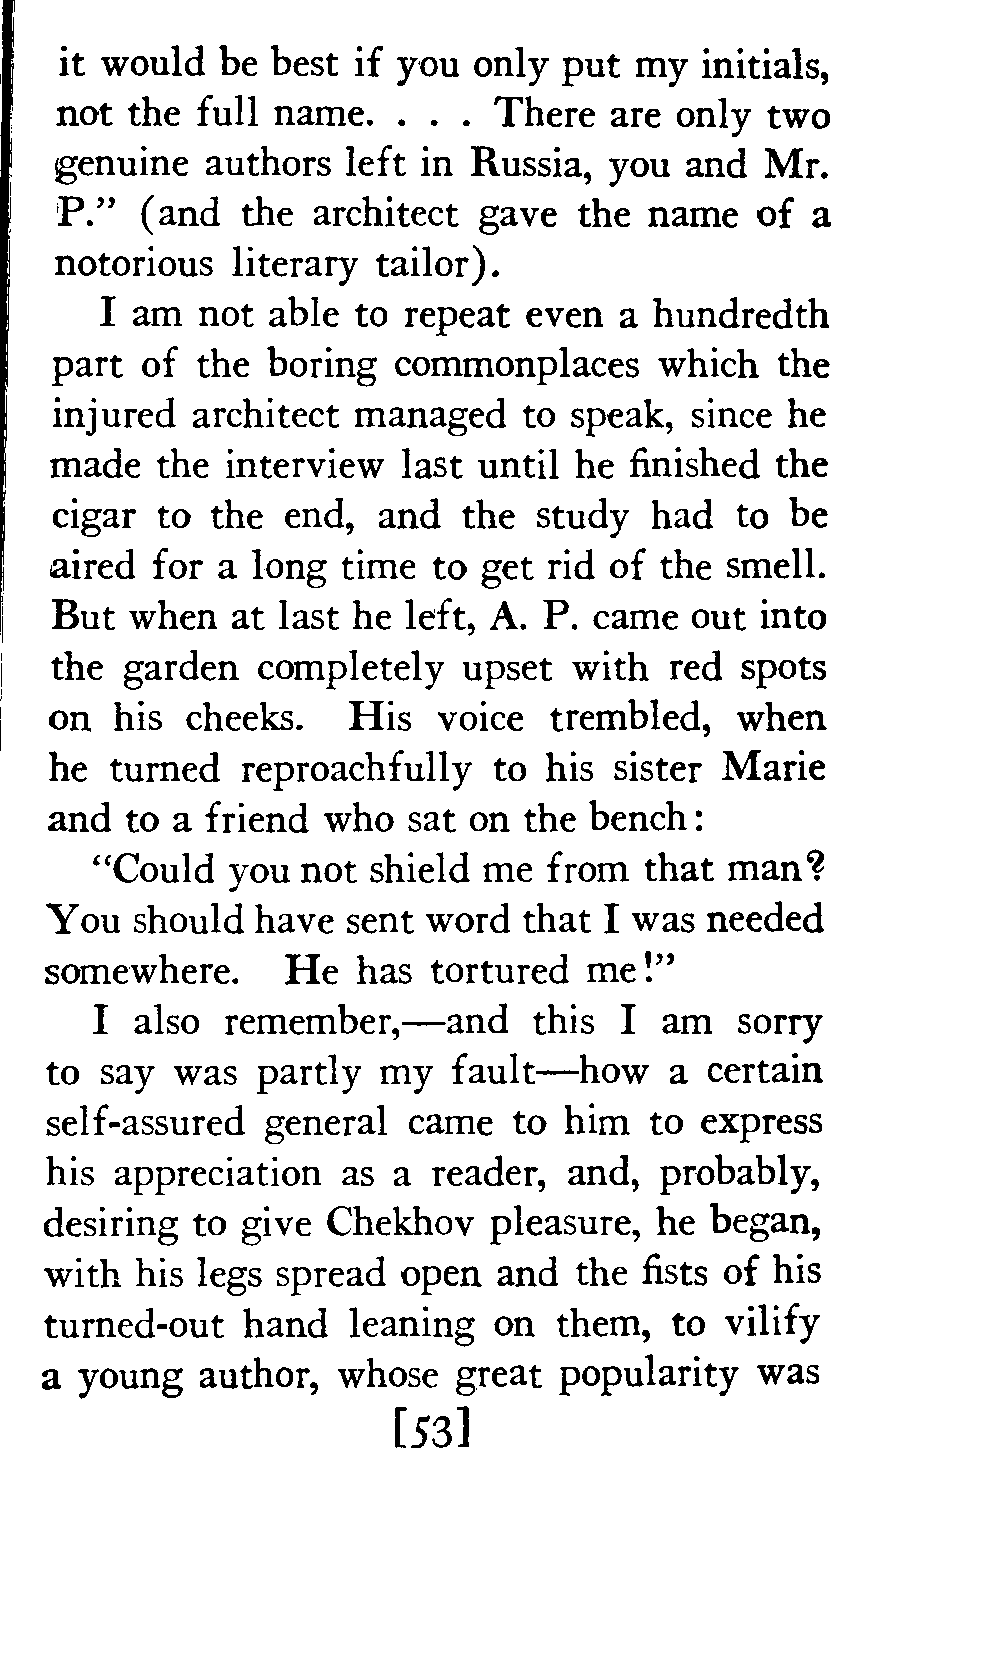 it would be best if you only put my initials,
not the full name. . . . There are only two
genuine authors left in Russia, you and Mr.
P.” (and the architect gave the name of a
notorious literary tailor).
I am not able to repeat even a hundredth
part of the boring commonplaces which the
injured architect managed to speak, since he
made the interview last until he finished the
cigar to the end, and the study had to be
aired for a long time to get rid of the smell.
But when at last he left, A. P. came out into
the garden completely upset with red spots
on his cheeks. His voice trembled, when
he turned reproachfully to his sister Marie
and to a friend who sat on the bench:
“Could you not shield me from that man?
You should have sent word that I was needed
somewhere. He has tortured me!”
I also remember,—and this I am sorry
to say was partly my fault—how a certain
self-assured general came to him to express
his appreciation as a reader, and, probably,
desiring to give Chekhov pleasure, he began,
with his legs spread open and the fists of his
turned-out hand leaning on them, to vilify
a young author, whose great popularity was
[53]